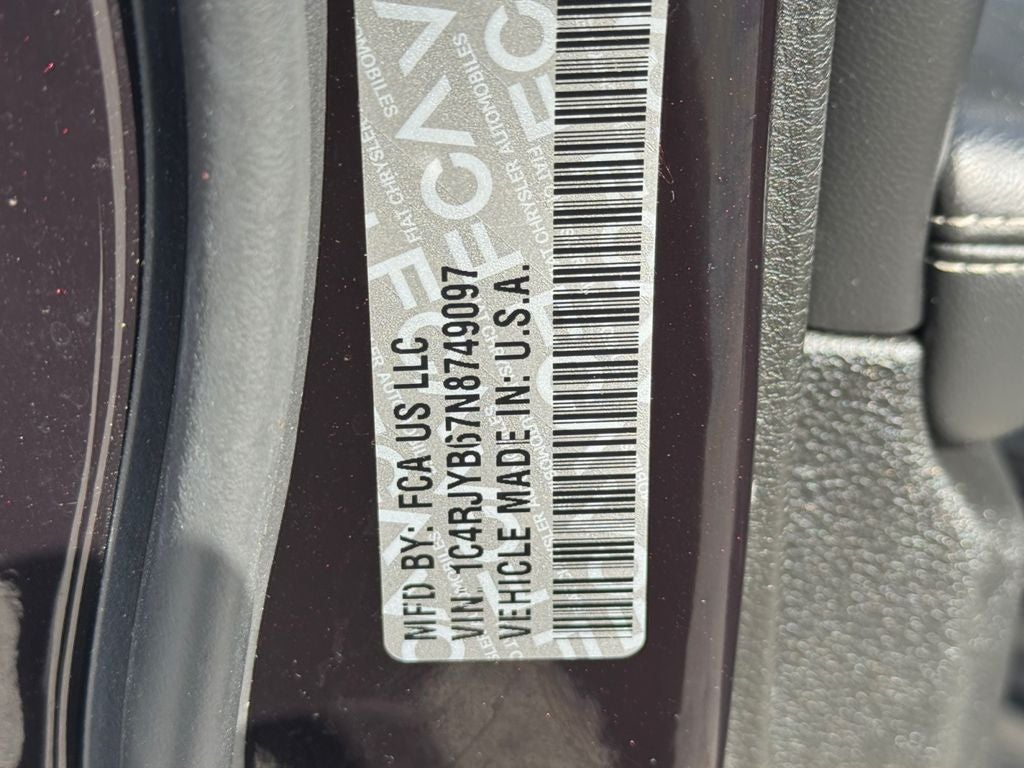 MFD BY: FCA US LLC
VIN: 1C4RJYB67N8749097
VEHICLE MADE IN: U.S.A.